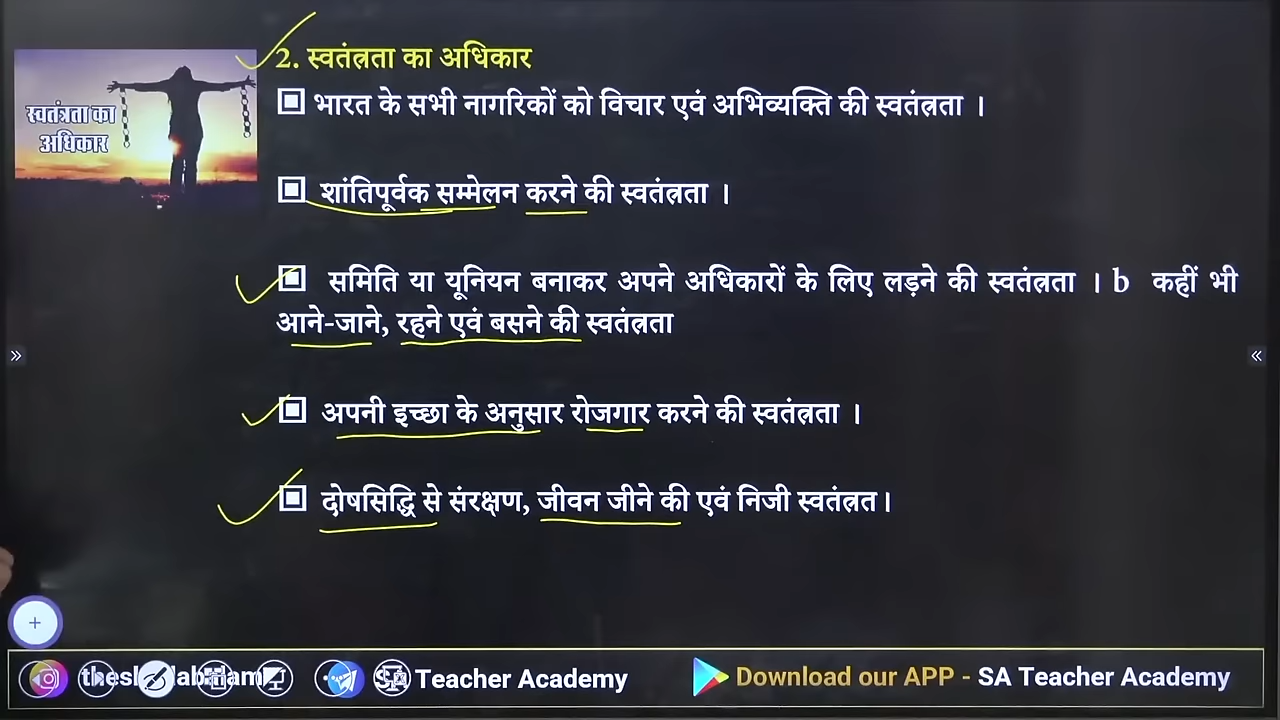 2. स्वतंत्रता का अधिकार
स्वतंत्रता का
अधिकार
भारत के सभी नागरिकों को विचार एवं अभिव्यक्ति की स्वतंत्रता ।
शांतिपूर्वक सम्मेलन करने की स्वतंत्रता ।
समिति या यूनियन बनाकर अपने अधिकारों के लिए लड़ने की स्वतंत्रता । b कहीं भी
आने-जाने, रहने एवं बसने की स्वतंत्रता
अपनी इच्छा के अनुसार रोजगार करने की स्वतंत्रता ।
दोषसिद्धि से संरक्षण, जीवन जीने की एवं निजी स्वतंत्रत।
Teacher Academy
Download our APP - SA Teacher Academy